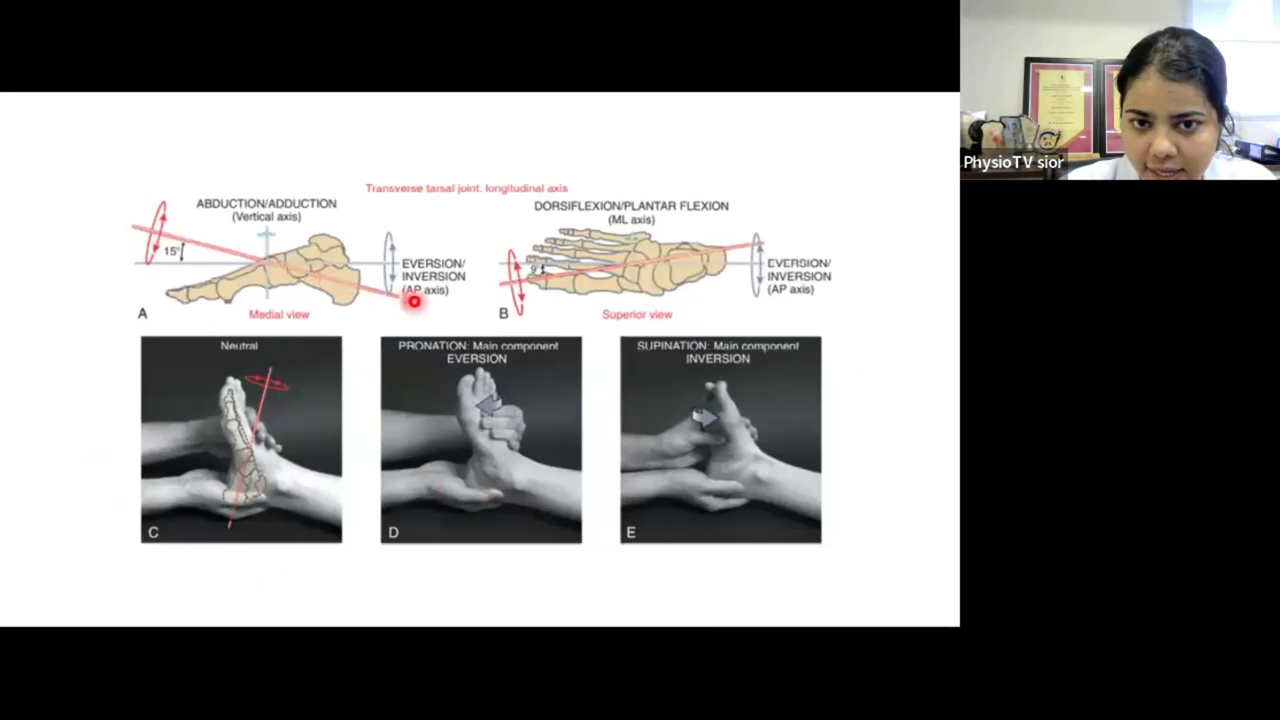 Transverse tarsal joint: longitudinal axis
ABDUCTION/ADDUCTION
(Vertical axis)
15°
EVERSION/
INVERSION
(AP axis)
A
Medial view
DORSIFLEXION/PLANTAR FLEXION
(ML axis)
9°
EVERSION/
INVERSION
(AP axis)
B
Superior view
Neutral
C
PRONATION: Main component
EVERSION
D
SUPINATION: Main component
INVERSION
E
PhysioTV sior